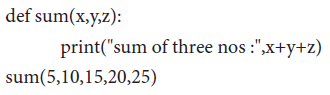 def sum(x,y,z):
print("sum of three nos :",x+y+z)
sum(5,10,15,20,25)